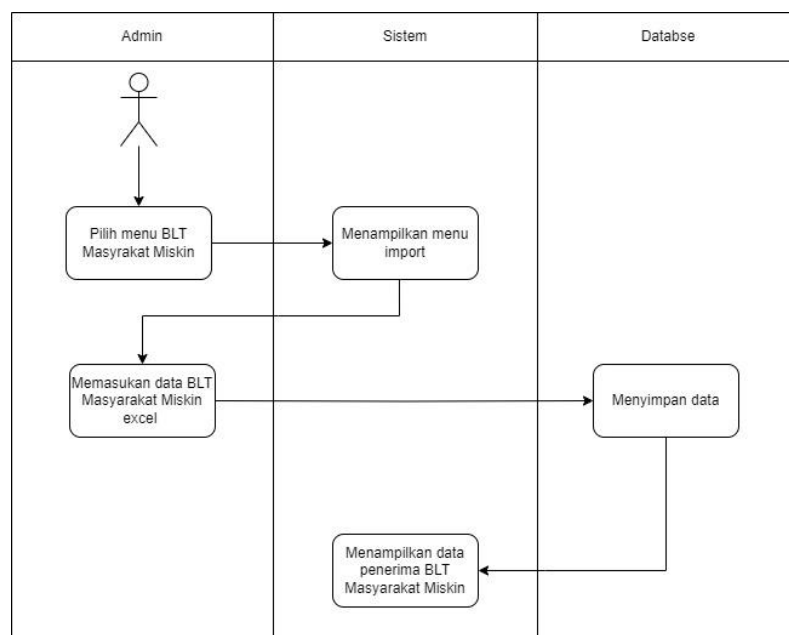 Admin
Sistem
Databse
Pilih menu BLT
Masyrakat Miskin
Menampilkan menu
import
Memasukan data BLT
Masyarakat Miskin
excel
Menyimpan data
Menampilkan data
penerima BLT
Masyarakat Miskin